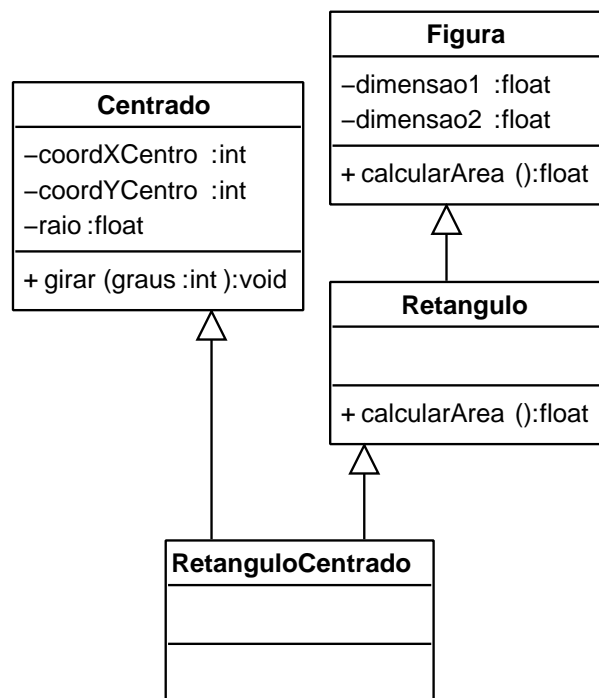 Figura
−dimensao1 :float
−dimensao2 :float
+ calcularArea ():float
Centrado
−coordXCentro :int
−coordYCentro :int
−raio :float
+ girar (graus :int ):void
Retangulo
+ calcularArea ():float
RetanguloCentrado